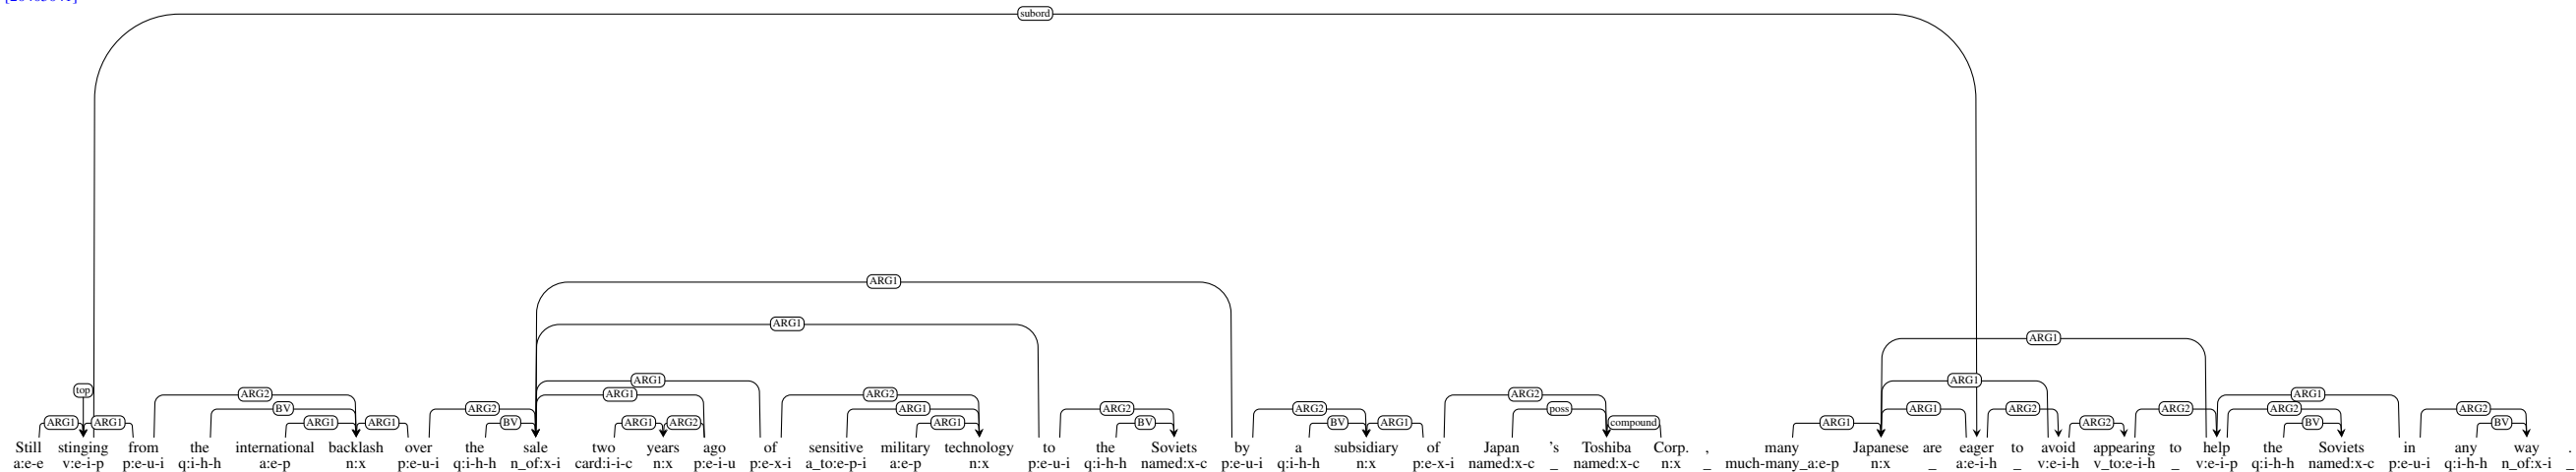 subord
ARG1
ARG1
ARG1
top
ARG1 ARG1 ARG1
ARG2 ARG1 ARG2 ARG2 ARG1
BV ARG2 ARG1 ARG2 ARG2 poss ARG1 ARG2 ARG2 ARG2 ARG2
ARG1 ARG1 ARG1 ARG1 BV ARG1 ARG2 ARG1 BV BV ARG1 compound ARG1 ARG2 BV BV
Still stinging from the international backlash over the sale two years ago of sensitive military technology to the Soviets by a subsidiary of Japan 's Toshiba Corp. , many Japanese are eager to avoid appearing to help the Soviets in any way .
a:e-e v:e-i-p p:e-u-i q:i-h-h a:e-p n:x p:e-u-i q:i-h-h n_of:x-i card:i-i-c n:x p:e-i-u p:e-x-i a_to:e-p-i a:e-p n:x p:e-u-i q:i-h-h named:x-c p:e-u-i q:i-h-h n:x p:e-x-i named:x-c _ named:x-c n:x _ much-many_a:e-p n:x _ a:e-i-h _ v:e-i-h v_to:e-i-h _ v:e-i-p q:i-h-h named:x-c p:e-u-i q:i-h-h n_of:x-i _